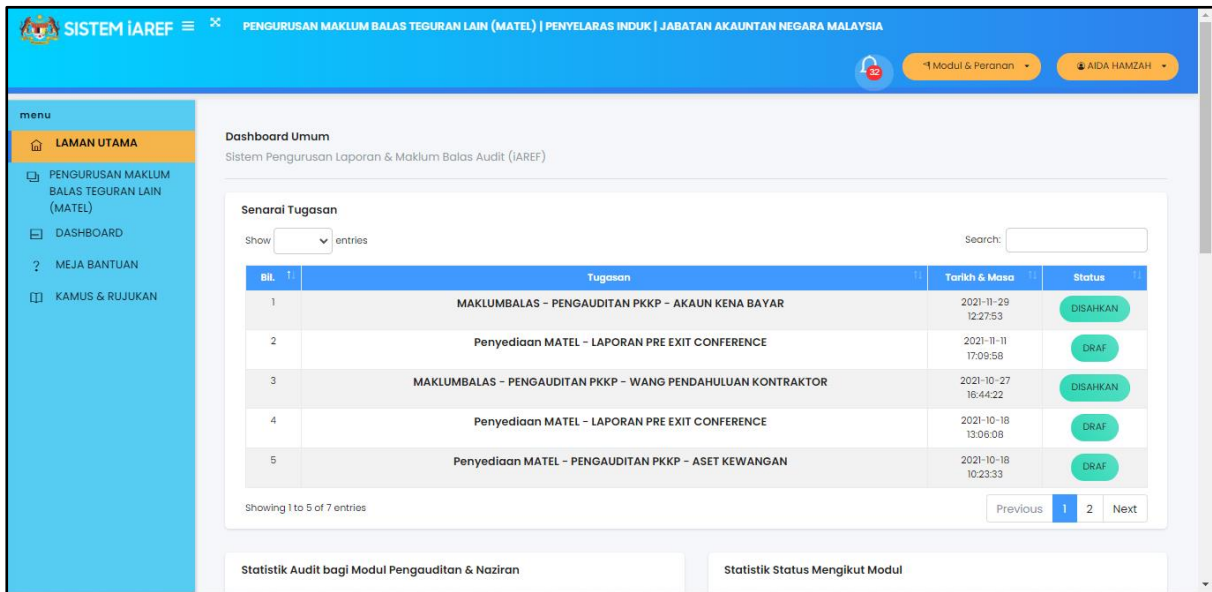 SISTEM iAREF
PENGURUSAN MAKLUM BALAS TEGURAN LAIN (MATEL) | PENYELARAS INDUK | JABATAN AKAUNTAN NEGARA MALAYSIA
32
Modul & Peranan
AIDA HAMZAH
menu
LAMAN UTAMA
PENGURUSAN MAKLUM
BALAS TEGURAN LAIN
(MATEL)
DASHBOARD
? MEJA BANTUAN
KAMUS & RUJUKAN
Dashboard Umum
Sistem Pengurusan Laporan & Maklum Balas Audit (iAREF)
Senarai Tugasan
Show entries
Search:
Bil. Tugasan Tarikh & Masa Status
1 MAKLUMBALAS - PENGAUDITAN PKKP - AKAUN KENA BAYAR 2021-11-29
12:27:53 DISAHKAN
2 Penyediaan MATEL - LAPORAN PRE EXIT CONFERENCE 2021-11-11
17:09:58 DRAF
3 MAKLUMBALAS - PENGAUDITAN PKKP - WANG PENDAHULUAN KONTRAKTOR 2021-10-27
16:44:22 DISAHKAN
4 Penyediaan MATEL - LAPORAN PRE EXIT CONFERENCE 2021-10-18
13:06:08 DRAF
5 Penyediaan MATEL - PENGAUDITAN PKKP - ASET KEWANGAN 2021-10-18
10:23:33 DRAF
Showing 1 to 5 of 7 entries
Previous 1 2 Next
Statistik Audit bagi Modul Pengauditan & Naziran
Statistik Status Mengikut Modul